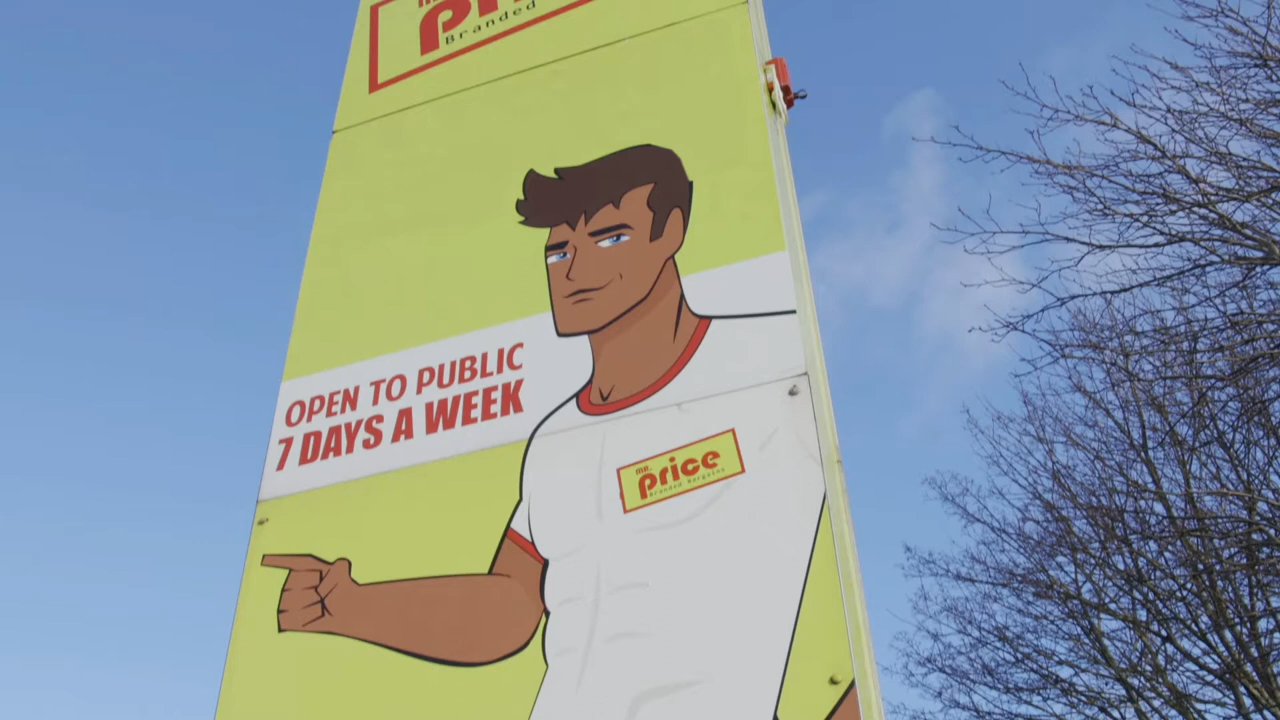 Branded
OPEN TO PUBLIC
7 DAYS A WEEK
MR.
price
Branded Bargains